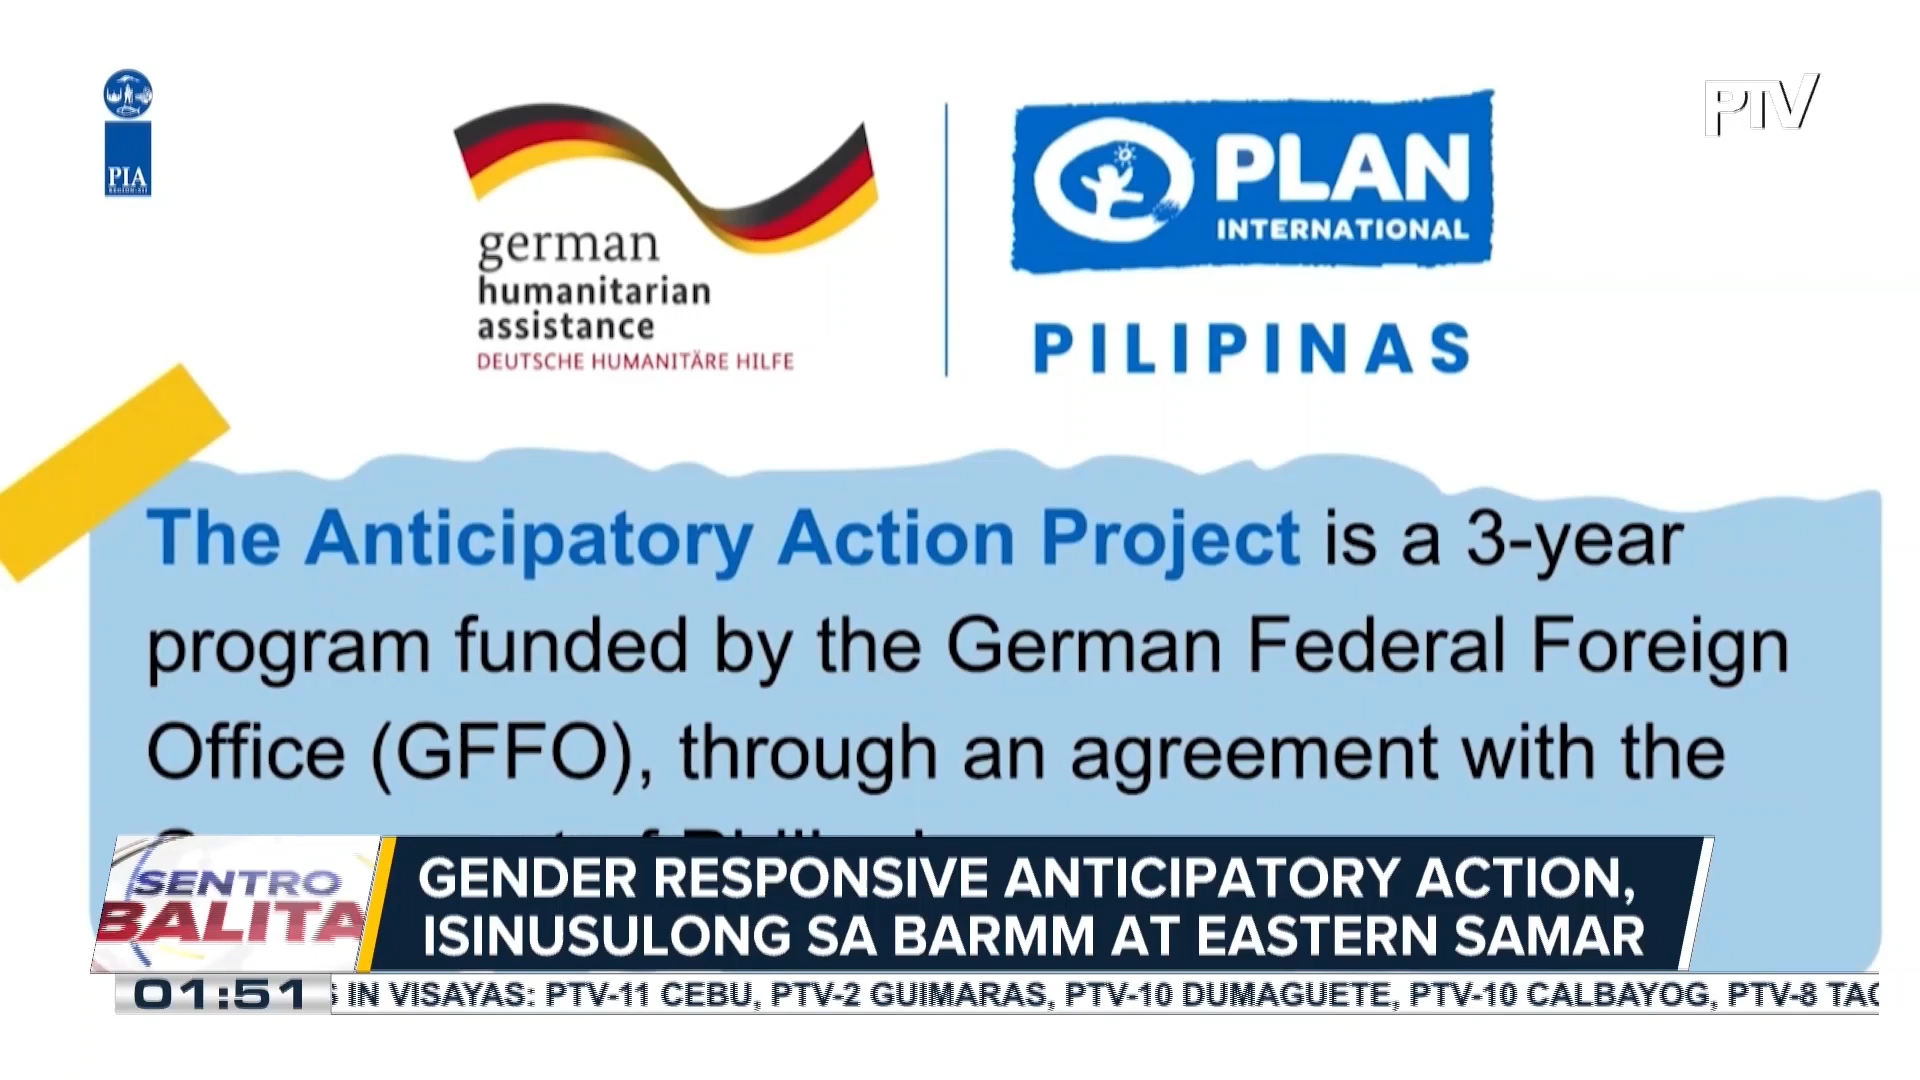 PIA
PTV
german
humanitarian
assistance
DEUTSCHE HUMANITÄRE HILFE
PLAN
INTERNATIONAL
PILIPINAS
The Anticipatory Action Project is a 3-year
program funded by the German Federal Foreign
Office (GFFO), through an agreement with the
SENTRO
BALITA
GENDER RESPONSIVE ANTICIPATORY ACTION,
ISINUSULONG SA BARMM AT EASTERN SAMAR
01:51
IN VISAYAS: PTV-11 CEBU, PTV-2 GUIMARAS, PTV-10 DUMAGUETE, PTV-10 CALBAYOG, PTV-8